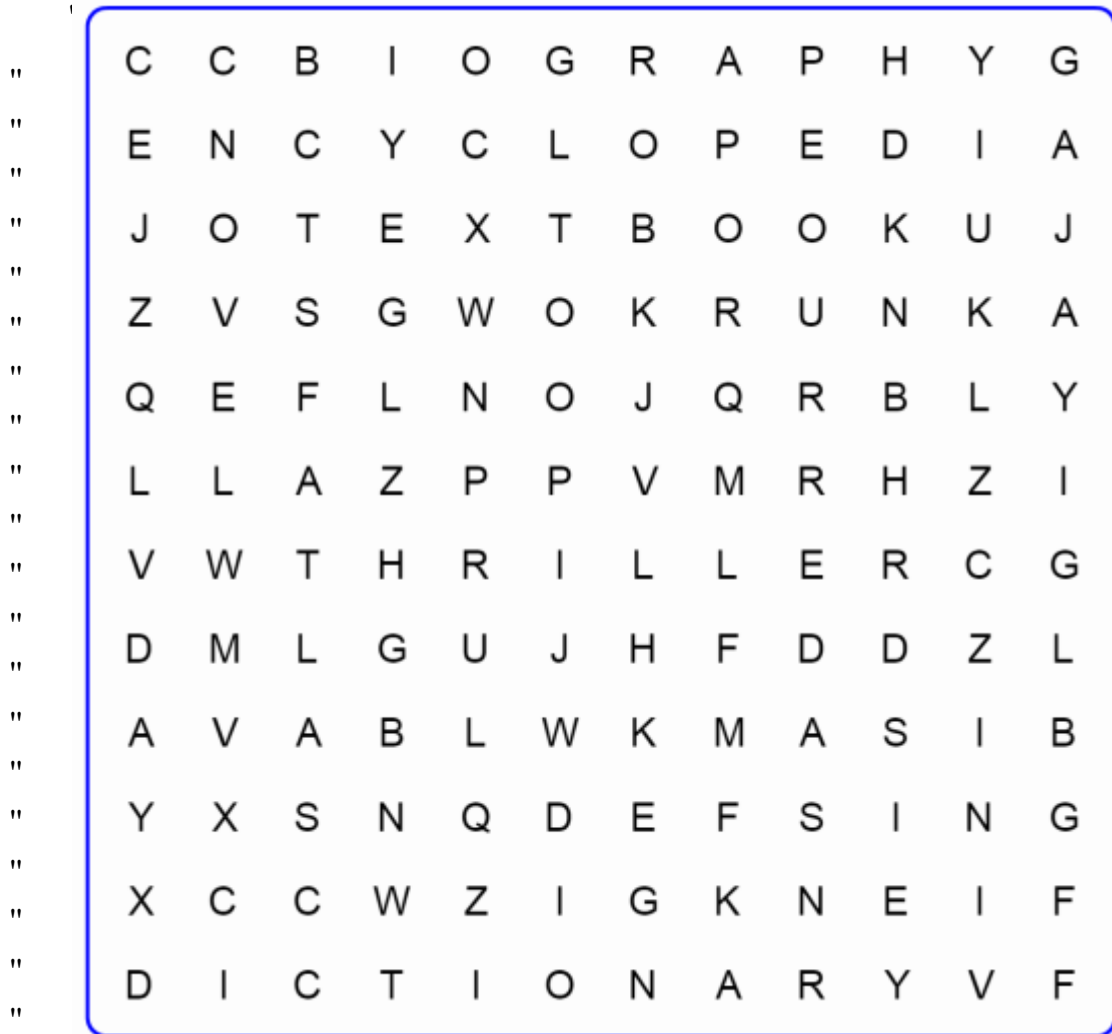 C C B I O G R A P H Y G
E N C Y C L O P E D I A
J O T E X T B O O K U J
Z V S G W O K R U N K A
Q E F L N O J Q R B L Y
L L A Z P P V M R H Z I
V W T H R I L L E R C G
D M L G U J H F D D Z L
A V A B L W K M A S I B
Y X S N Q D E F S I N G
X C C W Z I G K N E I F
D I C T I O N A R Y V F